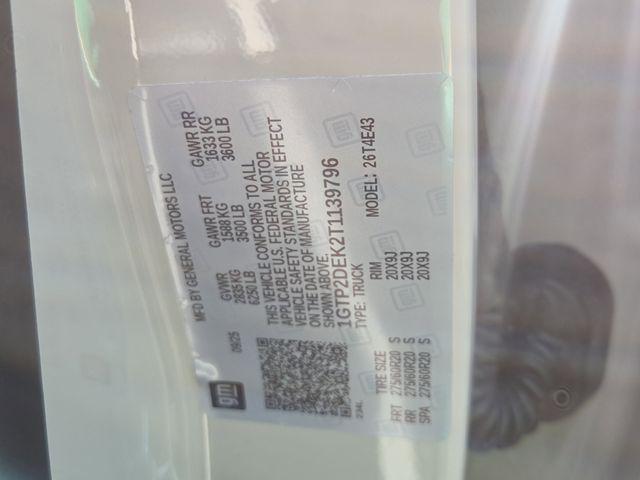 gm
MFD BY GENERAL MOTORS LLC
09/25
GVWR GAWR FRT GAWR RR
2835 KG 1588 KG 1633 KG
6250 LB 3500 LB 3600 LB
THIS VEHICLE CONFORMS TO ALL
APPLICABLE U.S. FEDERAL MOTOR
VEHICLE SAFETY STANDARDS IN EFFECT
ON THE DATE OF MANUFACTURE
SHOWN ABOVE.
1GTP2DEK2T1139796
TYPE: TRUCK MODEL: 26T4E43
234L
TIRE SIZE RIM
FRT 275/60R20 S 20X9J
RR 275/60R20 S 20X9J
SPA 275/60R20 S 20X9J